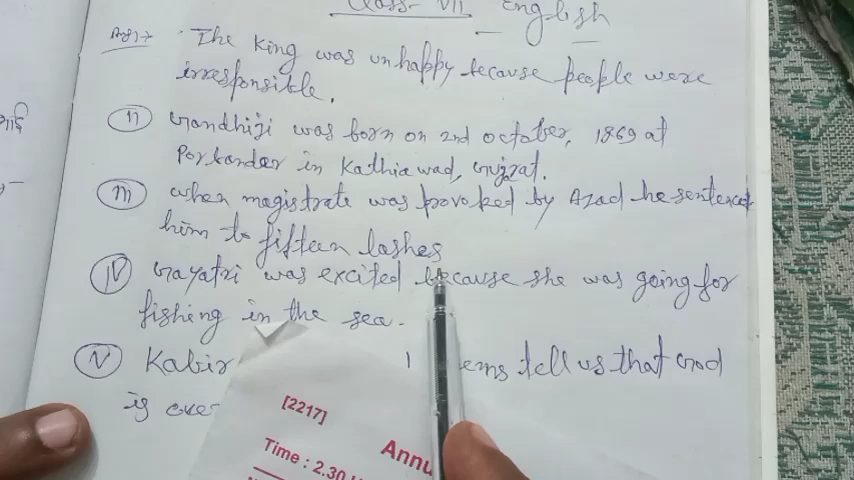 Class- VII English
Ans→ The King was unhappy because people were
irresponsible.
II Gandhiji was born on 2nd october, 1869 at
Porbandar in Kathiawad, Gujrat.
III when magistrate was provoked by Azad he sentenced
him to fifteen lashes
IV Gayatri was excited because she was going for
fishing in the sea.
V Kabir ems tell us that God
is
[2217]
Annu
Time : 2.30